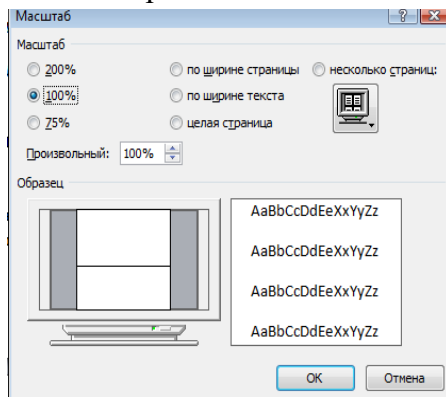 Масштаб
Масштаб
200% по ширине страницы несколько страниц:
100% по ширине текста
75% целая страница
Произвольный: 100%
Образец
AaBbCcDdEeXxYyZz
AaBbCcDdEeXxYyZz
AaBbCcDdEeXxYyZz
AaBbCcDdEeXxYyZz
ОК Отмена